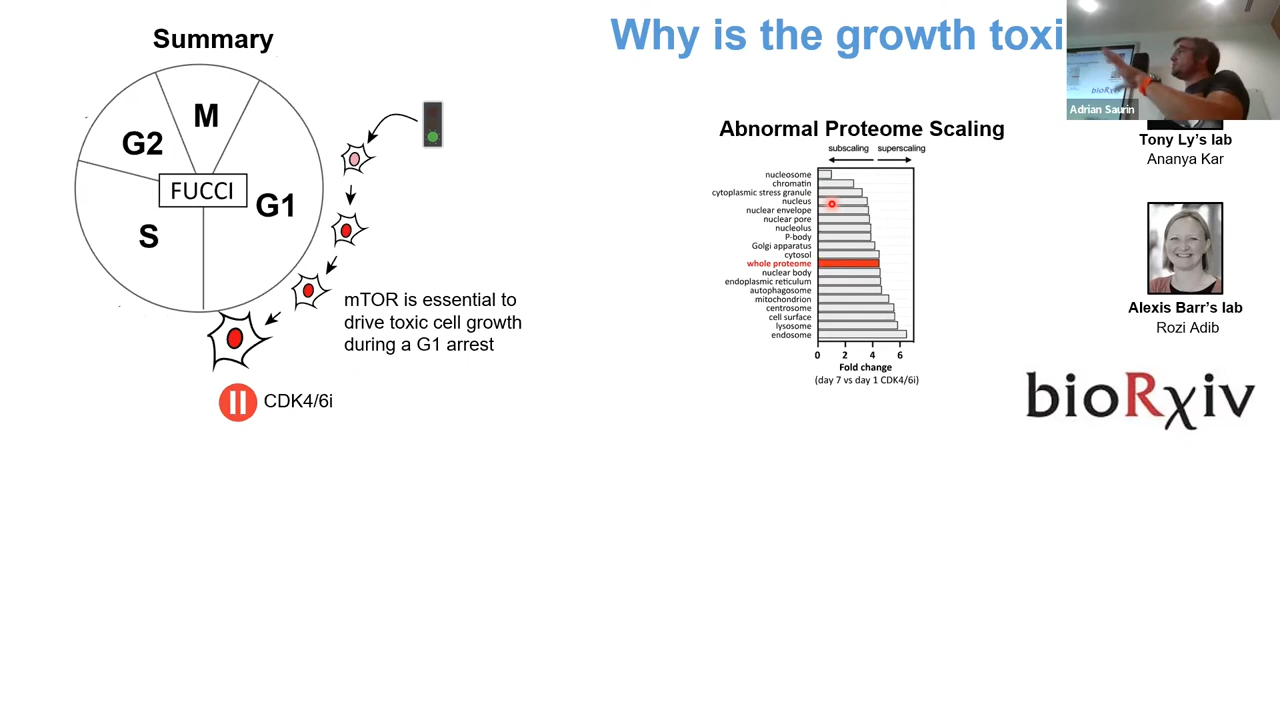 Summary
M
G2
FUCCI
G1
S
mTOR is essential to
drive toxic cell growth
during a G1 arrest
CDK4/6i
Why is the growth toxi
Abnormal Proteome Scaling
subscaling
superscaling
nucleosome
chromatin
cytoplasmic stress granule
nucleus
nuclear envelope
nuclear pore
nucleolus
P-body
Golgi apparatus
cytosol
whole proteome
nuclear body
endoplasmic reticulum
autophagosome
mitochondrion
centrosome
cell surface
lysosome
endosome
0 2 4 6
Fold change
(day 7 vs day 1 CDK4/6i)
bioRxiv
Adrian Saurin
Tony Ly's lab
Ananya Kar
Alexis Barr's lab
Rozi Adib
bioRχiv